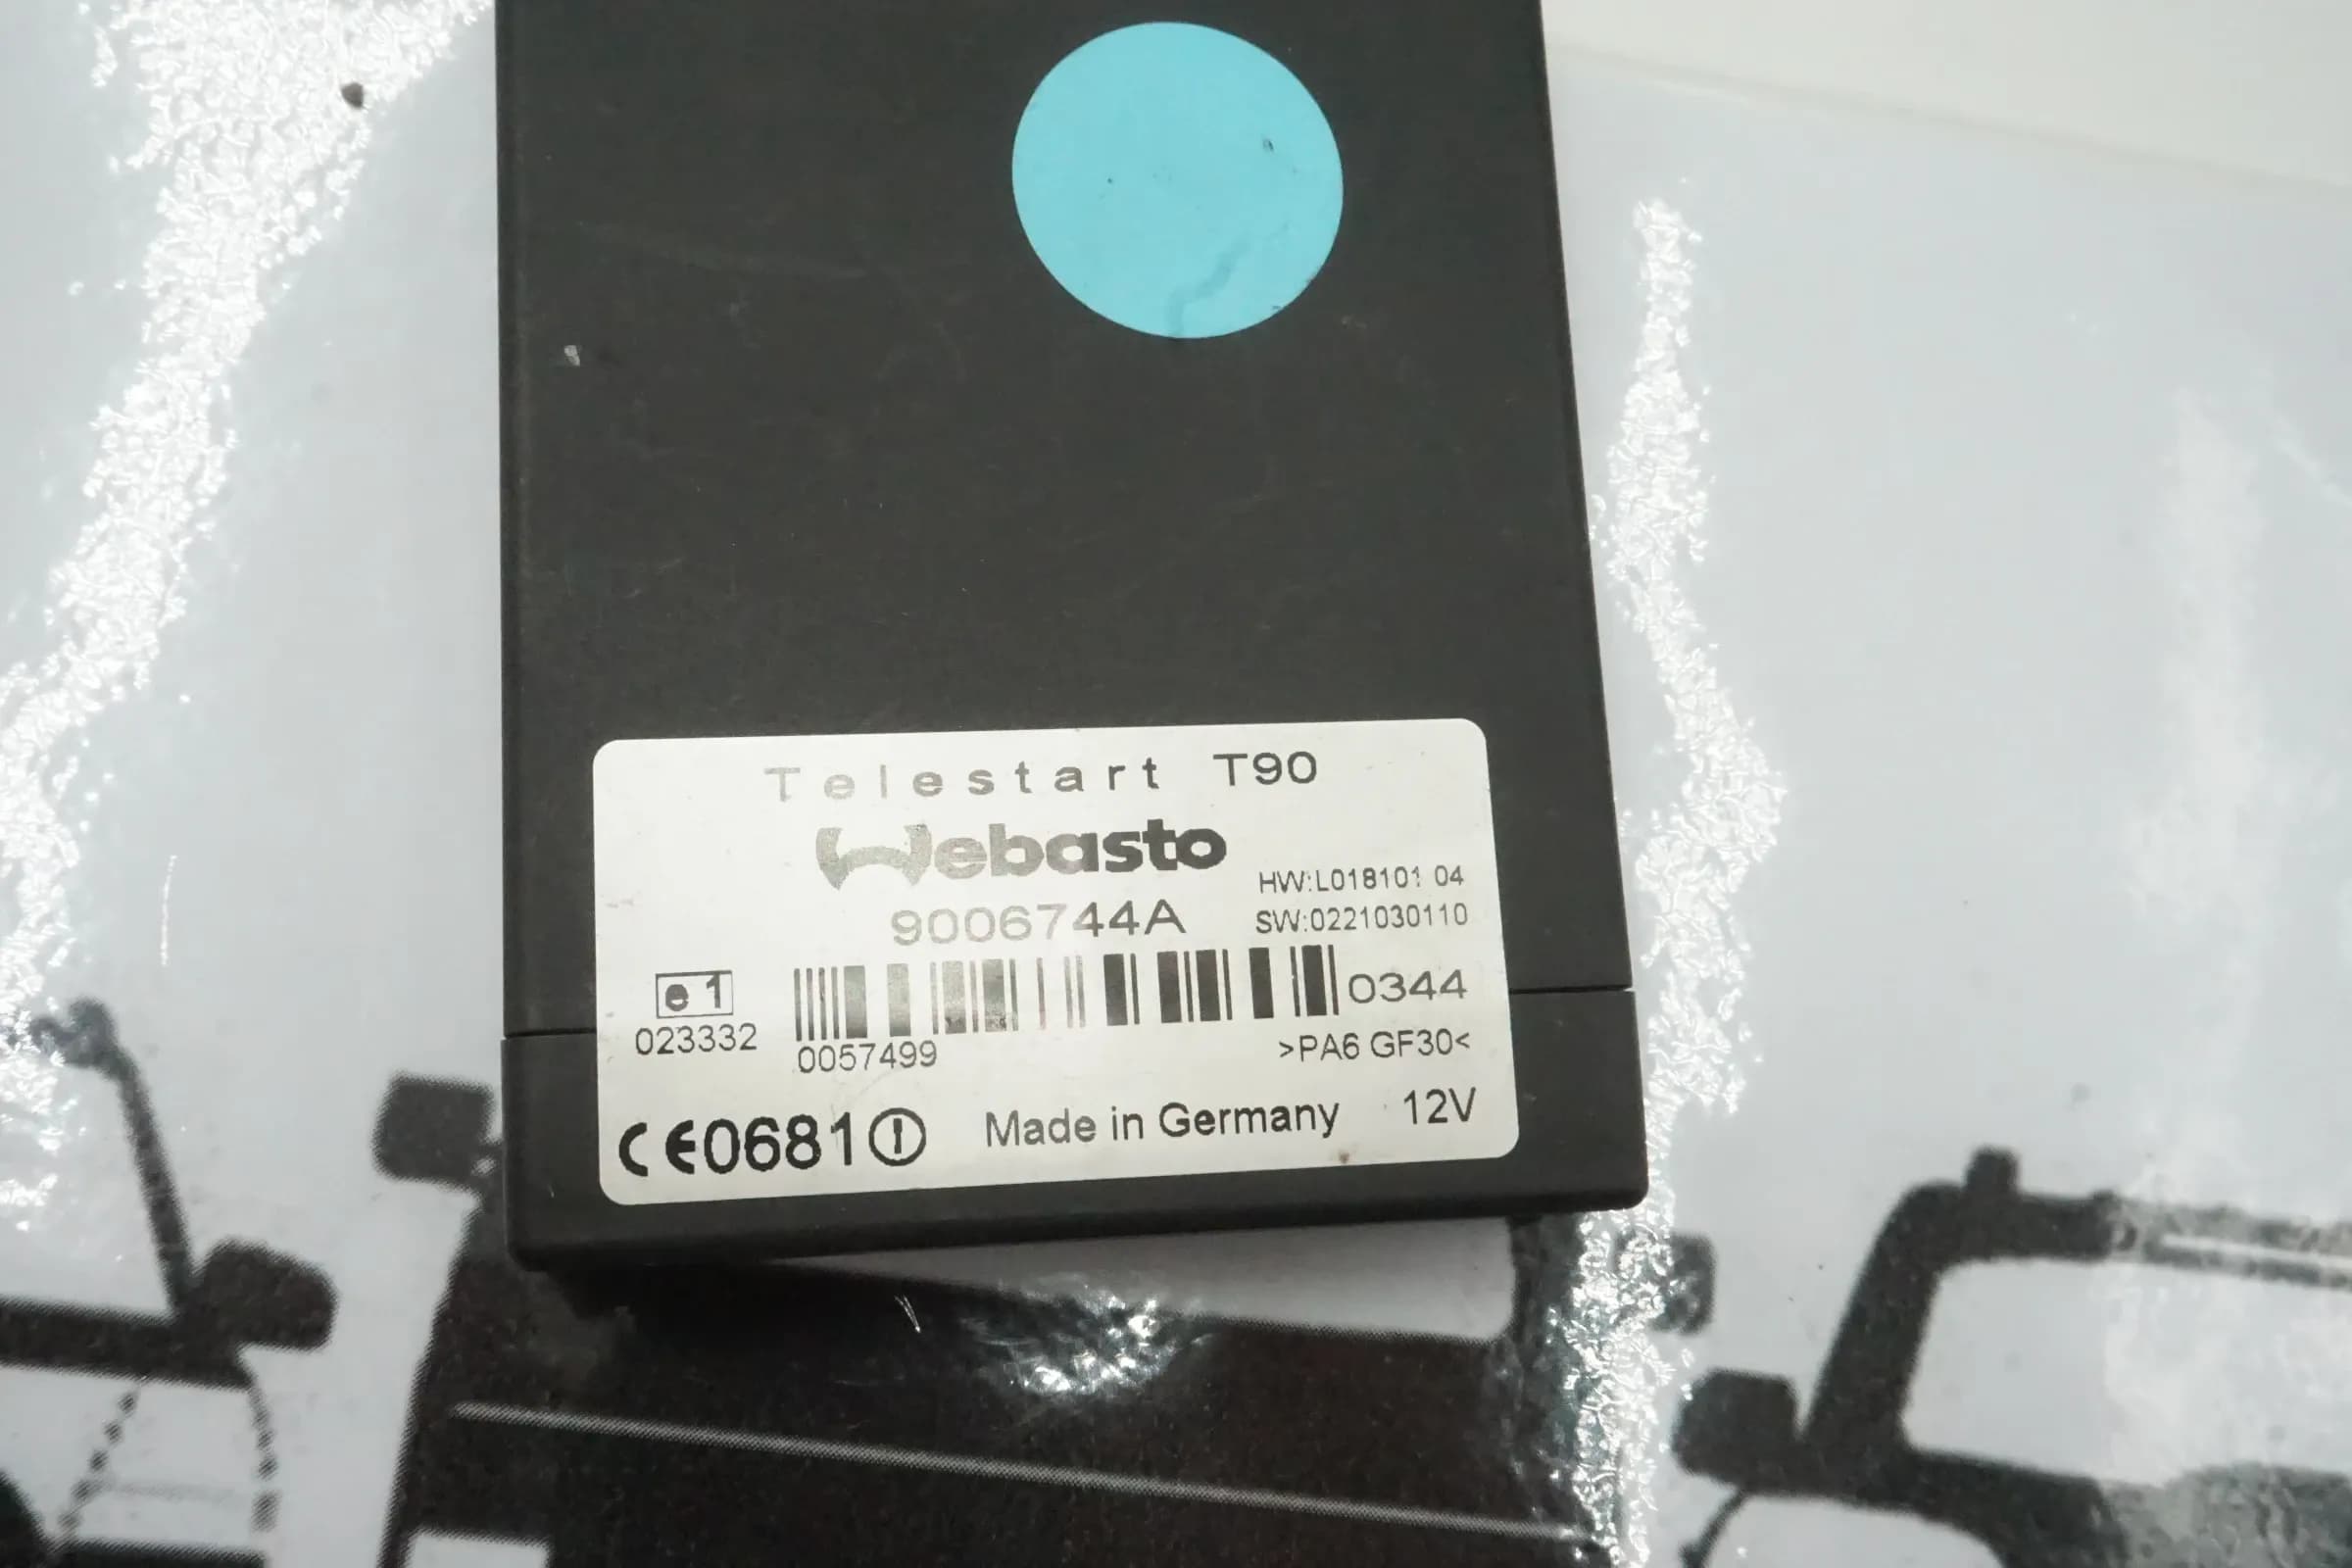 Telestart T90
Webasto
HW:L018101 04
9006744A
SW:0221030110
e1
0344
023332
0057499
>PA6 GF30<
CE0681
Made in Germany
12V